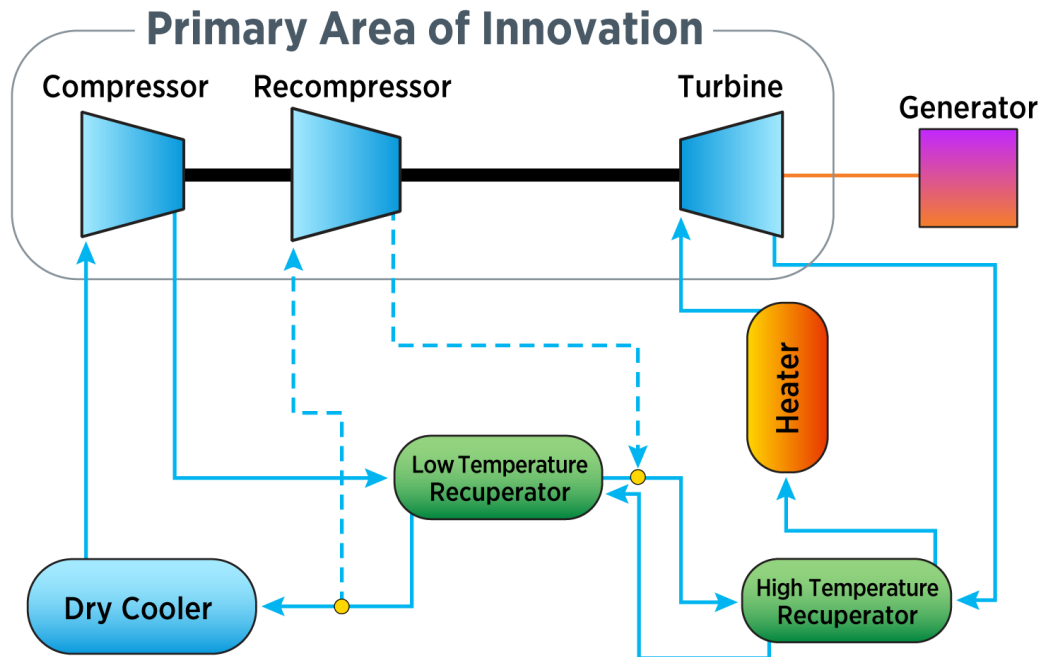 Primary Area of Innovation
Compressor
Recompressor
Turbine
Generator
Heater
Low Temperature
Recuperator
High Temperature
Recuperator
Dry Cooler